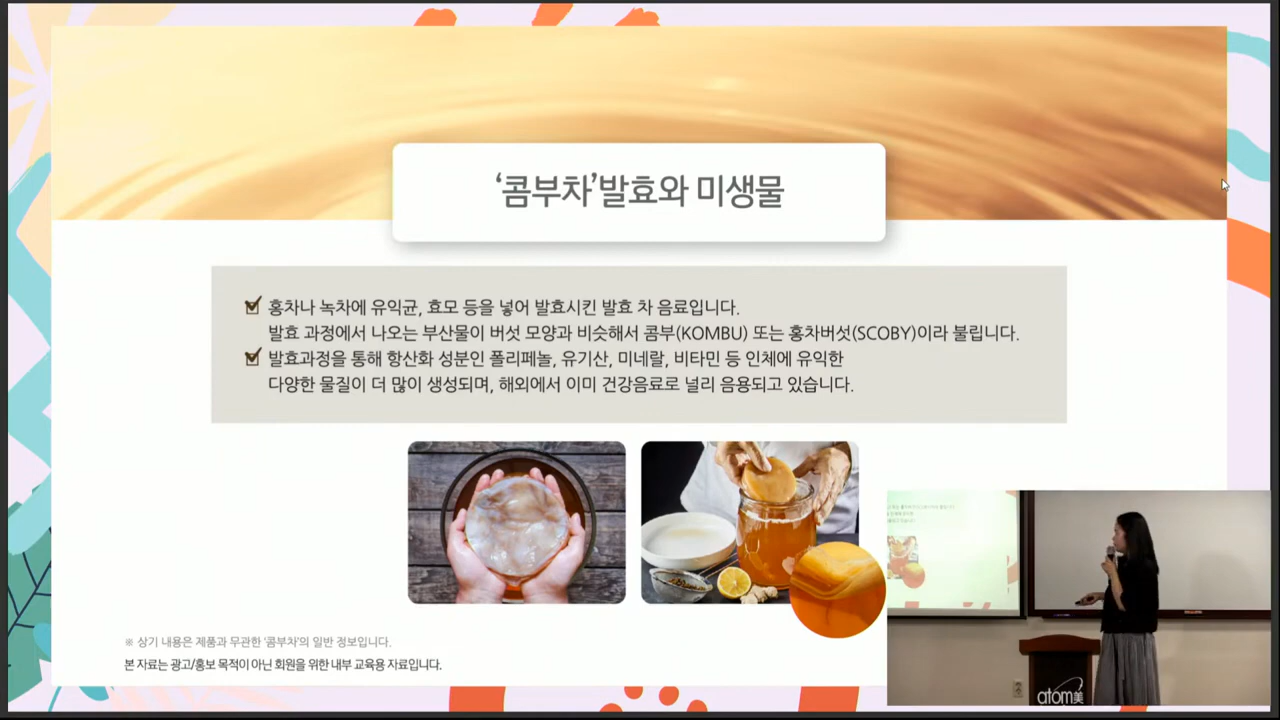 ‘콤부차’발효와 미생물
홍차나 녹차에 유익균, 효모 등을 넣어 발효시킨 발효 차 음료입니다.
발효 과정에서 나오는 부산물이 버섯 모양과 비슷해서 콤부(KOMBU) 또는 홍차버섯(SCOBY)이라 불립니다.
발효과정을 통해 항산화 성분인 폴리페놀, 유기산, 미네랄, 비타민 등 인체에 유익한
다양한 물질이 더 많이 생성되며, 해외에서 이미 건강음료로 널리 음용되고 있습니다.
※ 상기 내용은 제품과 무관한 ‘콤부차’의 일반 정보입니다.
본 자료는 광고/홍보 목적이 아닌 회원을 위한 내부 교육용 자료입니다.
atom美